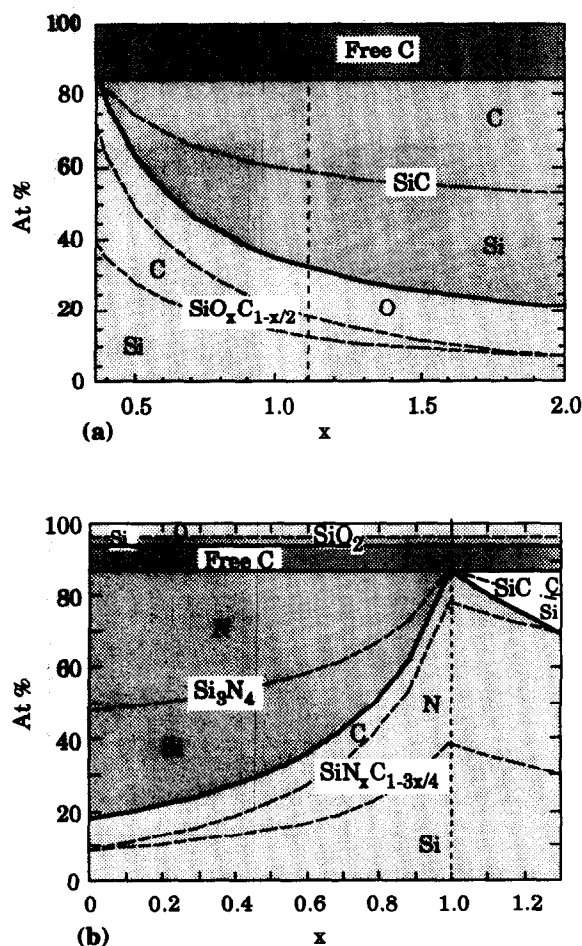 100
Free C
80
C
60
SiC
At %
40
Si
C
O
20
SiOxC1-x/2
Si
0
0.5
1.0
1.5
2.0
(a)
x
100
Si
O
SiO2
Free C
SiC
C
80
Si
N
60
Si3N4
At %
N
40
C
Si
SiNxC1-3x/4
20
Si
0
0
0.2
0.4
0.6
0.8
1.0
1.2
(b)
x